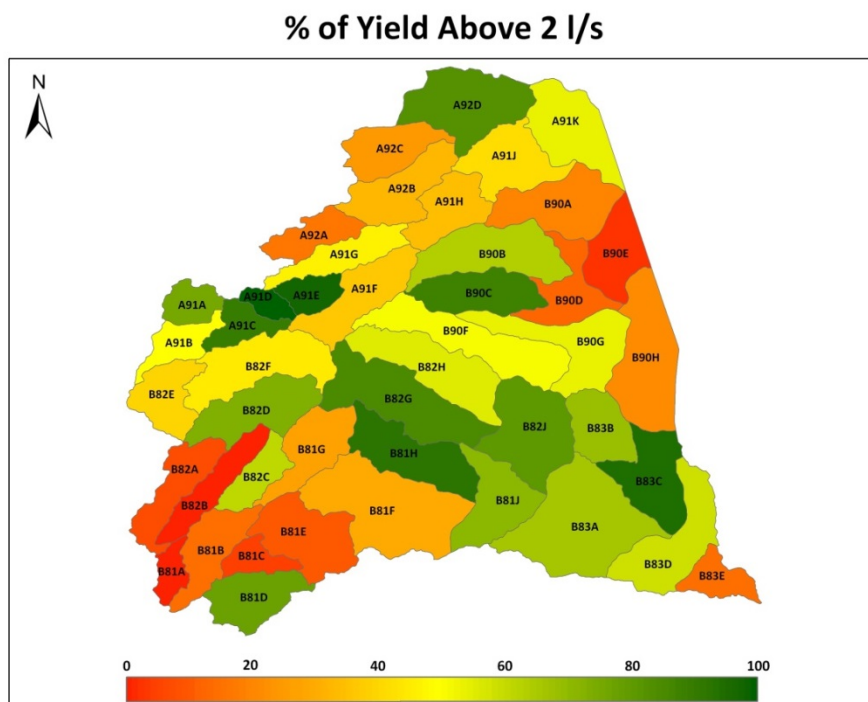 % of Yield Above 2 l/s
N
A92D
A91K
A92C
A91J
A92B
A91H
B90A
A92A
A91G
B90B
B90E
A91D
A91E
A91F
B90C
B90D
A91A
A91C
B90F
A91B
B90G
B90H
B82F
B82H
B82E
B82G
B82D
B82J
B83B
B81G
B81H
B82A
B82C
B83C
B82B
B81J
B81F
B83A
B81E
B81B
B81C
B81A
B83D
B83E
B81D
0 20 40 60 80 100